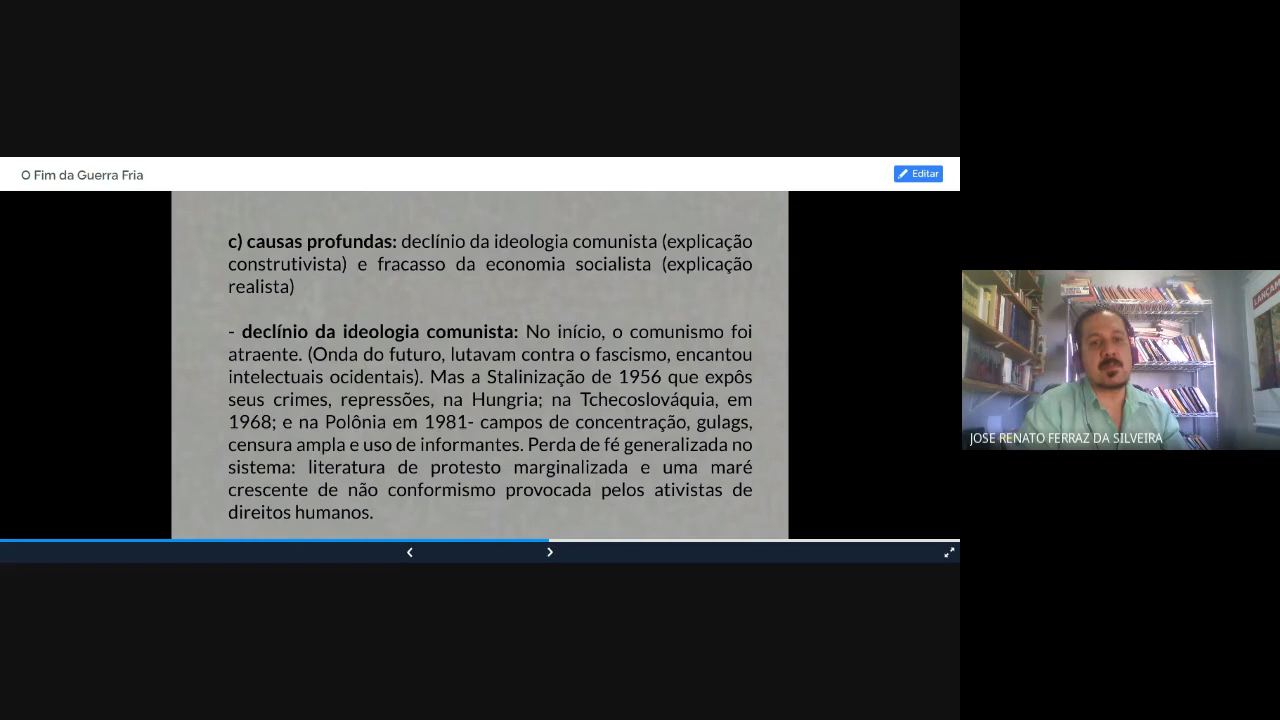 O Fim da Guerra Fria
Editar
c) causas profundas: declínio da ideologia comunista (explicação
construtivista) e fracasso da economia socialista (explicação
realista)
- declínio da ideologia comunista: No início, o comunismo foi
atraente. (Onda do futuro, lutavam contra o fascismo, encantou
intelectuais ocidentais). Mas a Stalinização de 1956 que expôs
seus crimes, repressões, na Hungria; na Tchecoslováquia, em
1968; e na Polônia em 1981- campos de concentração, gulags,
censura ampla e uso de informantes. Perda de fé generalizada no
sistema: literatura de protesto marginalizada e uma maré
crescente de não conformismo provocada pelos ativistas de
direitos humanos.
JOSE RENATO FERRAZ DA SILVEIRA